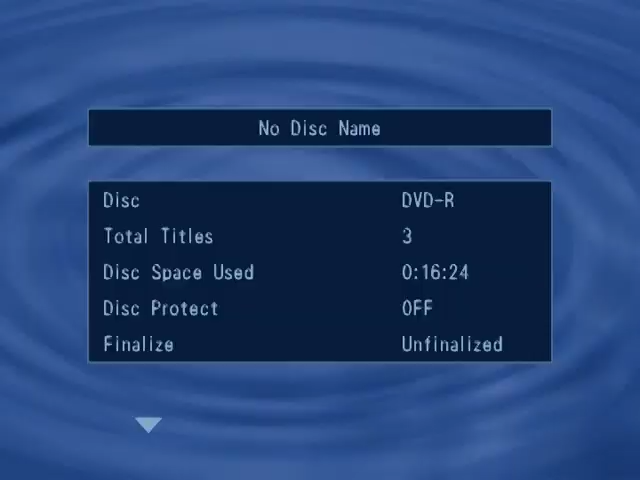 No Disc Name
Disc DVD-R
Total Titles 3
Disc Space Used 0:16:24
Disc Protect OFF
Finalize Unfinalized